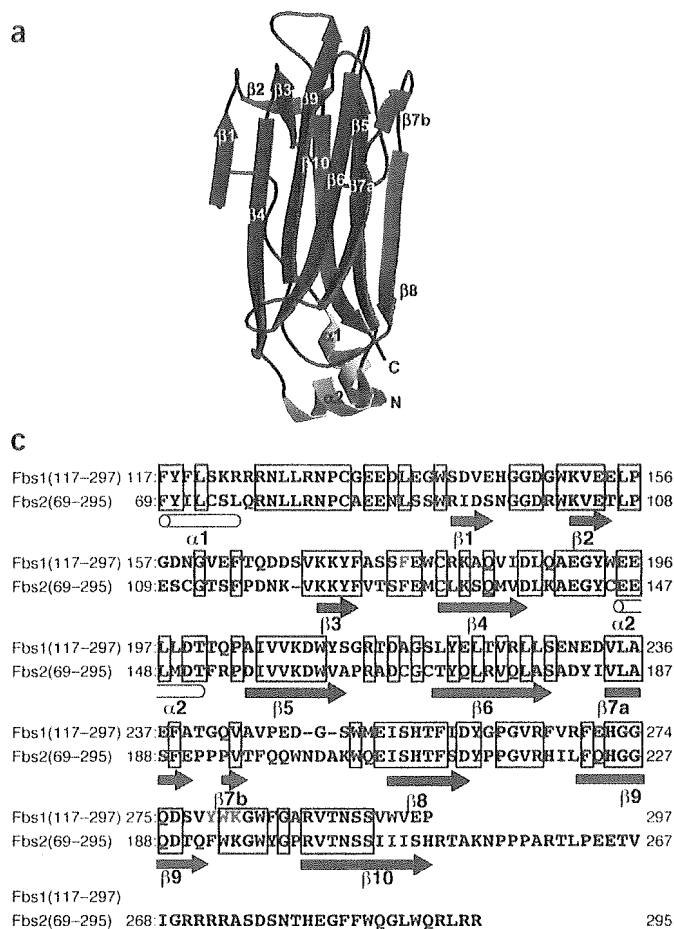 a
β2
β3
β9
β5
β7b
β1
β10
β6
β7a
β4
β8
α1
C
α2
N
c
Fbs1(117–297) 117:FYFLSKRRRNLLRNPCGEEDLEGWSDVEHGGDGWKVEELP 156
Fbs2(69–295) 69:FYILCSLQRNLLRNPCAEENLSSWRIDSNGGDRWKVETLP 108
α1 β1 β2
Fbs1(117–297) 157:GDNGVEFTQDDSVKKYFASSFEWCRKAQVIDLQAEGYWEE 196
Fbs2(69–295) 109:ESCGTSFPDNK-VKKYFVTSFEMCLKSQMVDLKAEGYCEE 147
β3 β4 α2
Fbs1(117–297) 197:LLDTTQPAIVVKDWYSGRTDAGSLYELTVRLLSENEDVLA 236
Fbs2(69–295) 148:LMDTFRPDIVVKDWVAPRADCGCTYQLRVQLASADYIVLA 187
α2 β5 β6 β7a
Fbs1(117–297) 237:EFATGQVAVPED-G-SWMEISHTFIDYGPGVRFVRFEHGG 274
Fbs2(69–295) 188:SFEPPPVTFQQWNDAKWQEISHTFSDYPPGVRHILFQHGG 227
β7b β8 β9
Fbs1(117–297) 275:QDSVYWKGWFGARVTNSSVWVEP 297
Fbs2(69–295) 188:QDTQFWKGWYGPRVTNSSIIISHRTAKNPPPARTLPEETV 267
β9 β10
Fbs1(117–297)
Fbs2(69–295) 268:IGRRRRASDSNTHEGFFWQGLWQRLRR 295